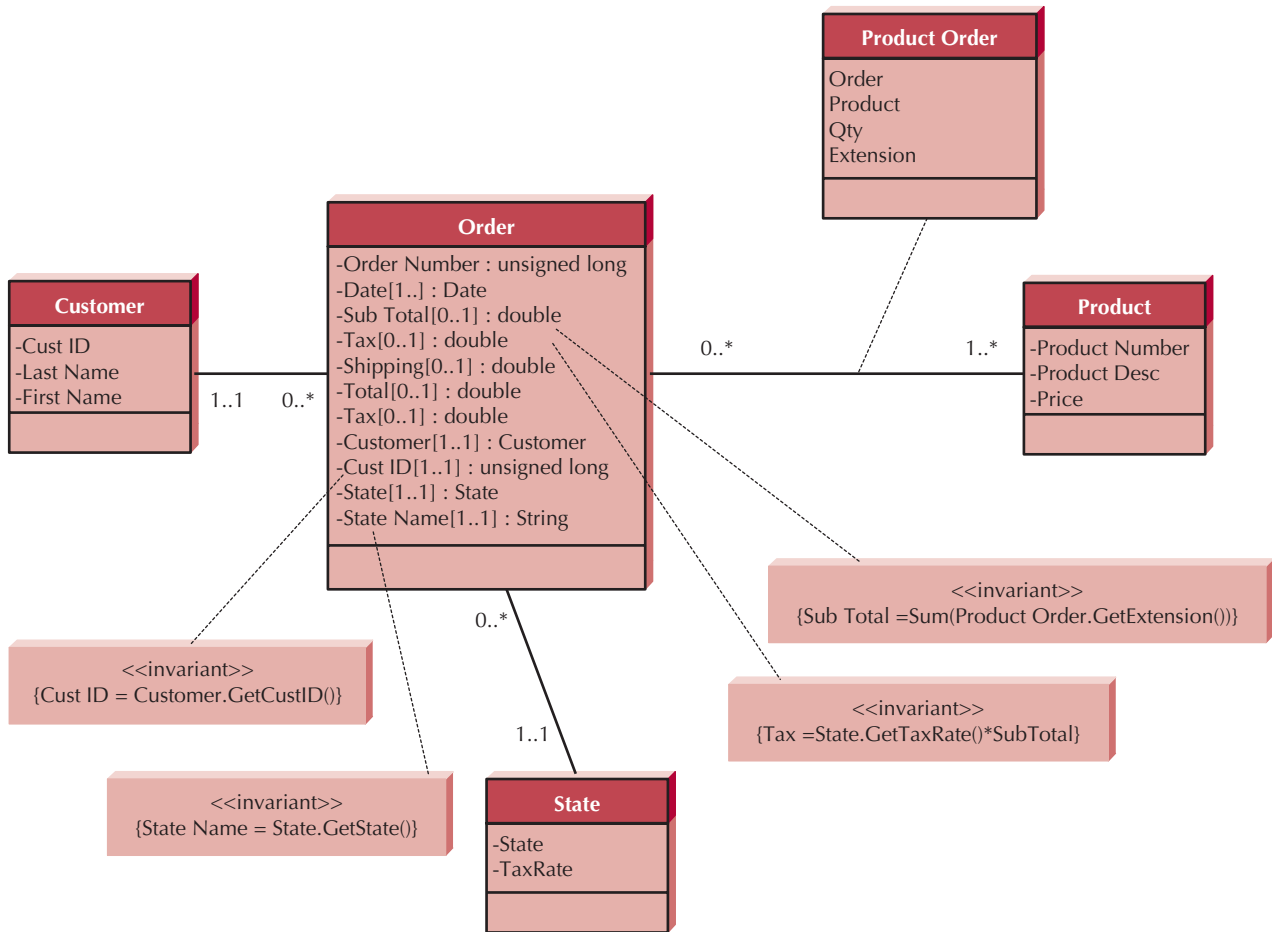 Product Order
Order
Product
Qty
Extension
Order
-Order Number : unsigned long
-Date[1..] : Date
-Sub Total[0..1] : double
-Tax[0..1] : double
-Shipping[0..1] : double
-Total[0..1] : double
-Tax[0..1] : double
-Customer[1..1] : Customer
-Cust ID[1..1] : unsigned long
-State[1..1] : State
-State Name[1..1] : String
Customer
-Cust ID
-Last Name
-First Name
1..1
0..*
0..*
1..*
Product
-Product Number
-Product Desc
-Price
<<invariant>>
{Sub Total =Sum(Product Order.GetExtension())}
0..*
<<invariant>>
{Cust ID = Customer.GetCustID()}
<<invariant>>
{Tax =State.GetTaxRate()*SubTotal}
1..1
<<invariant>>
{State Name = State.GetState()}
State
-State
-TaxRate